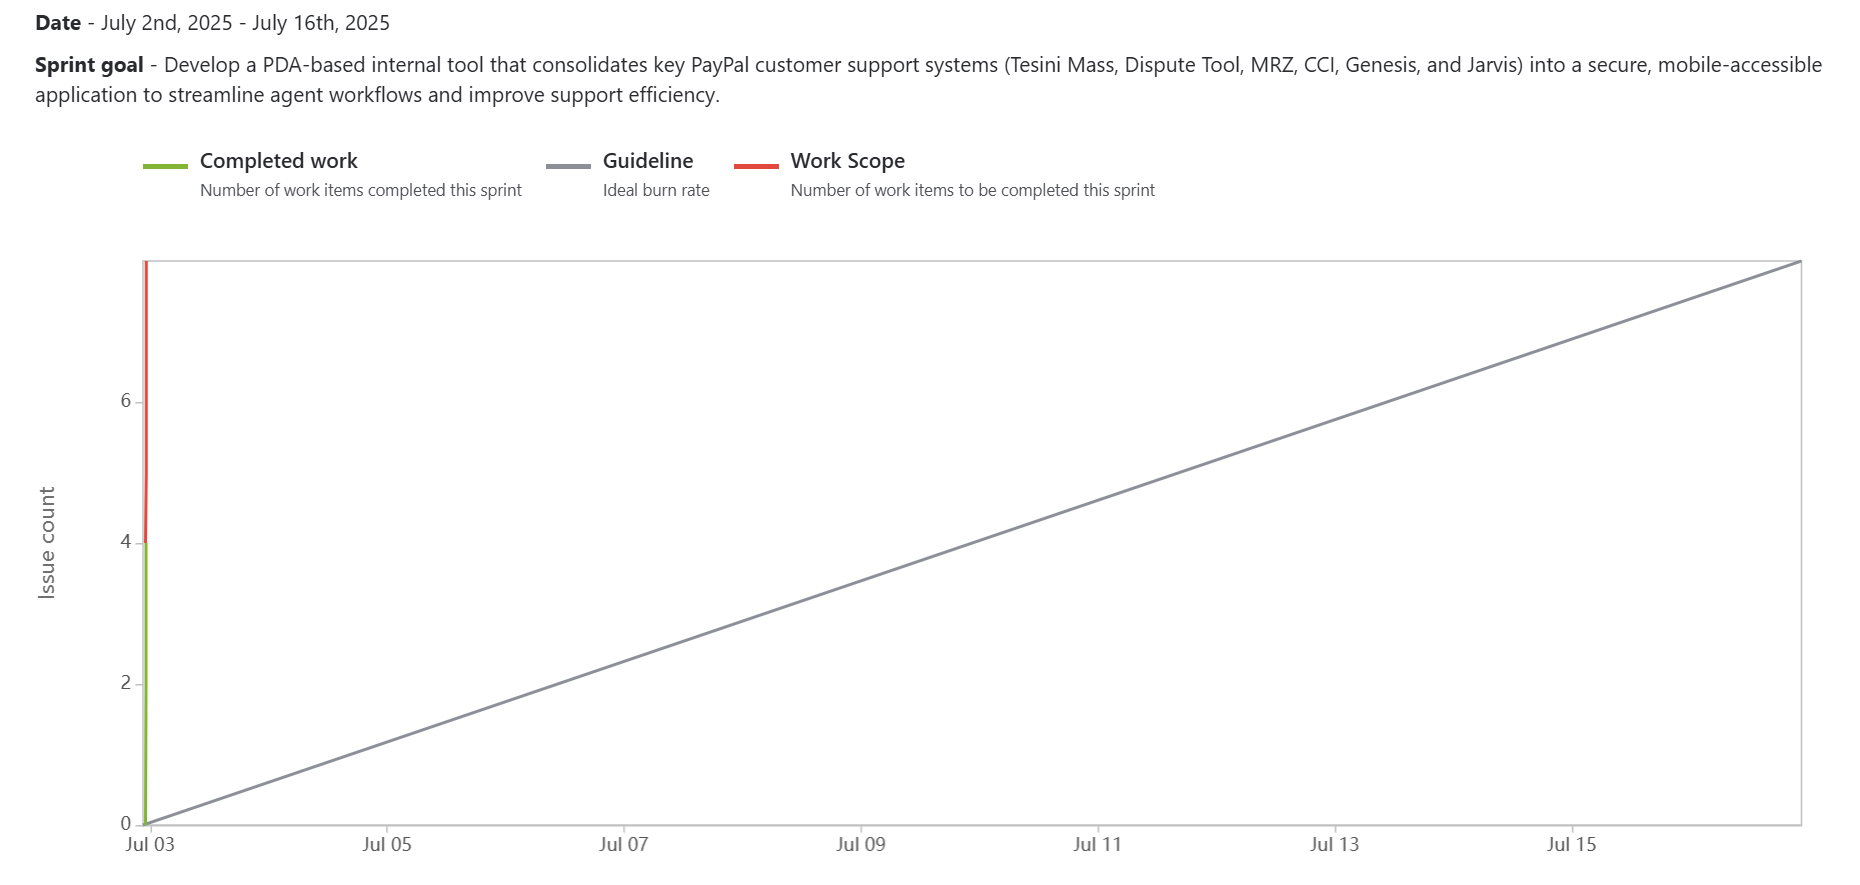 Date - July 2nd, 2025 - July 16th, 2025
Sprint goal - Develop a PDA-based internal tool that consolidates key PayPal customer support systems (Tesini Mass, Dispute Tool, MRZ, CCI, Genesis, and Jarvis) into a secure, mobile-accessible
application to streamline agent workflows and improve support efficiency.
Completed work
Number of work items completed this sprint
Guideline
Ideal burn rate
Work Scope
Number of work items to be completed this sprint
Issue count
6
4
2
0
Jul 03 Jul 05 Jul 07 Jul 09 Jul 11 Jul 13 Jul 15